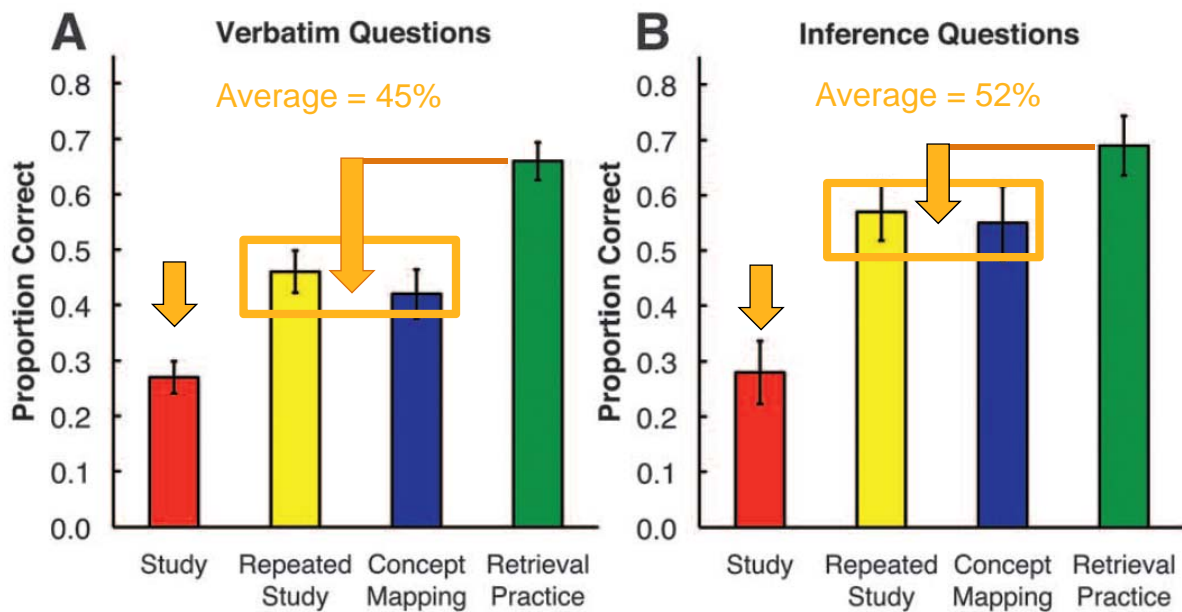 A Verbatim Questions
Average = 45%
Proportion Correct
0.8
0.7
0.6
0.5
0.4
0.3
0.2
0.1
0.0
Study
Repeated
Study
Concept
Mapping
Retrieval
Practice
B Inference Questions
Average = 52%
Proportion Correct
0.8
0.7
0.6
0.5
0.4
0.3
0.2
0.1
0.0
Study
Repeated
Study
Concept
Mapping
Retrieval
Practice